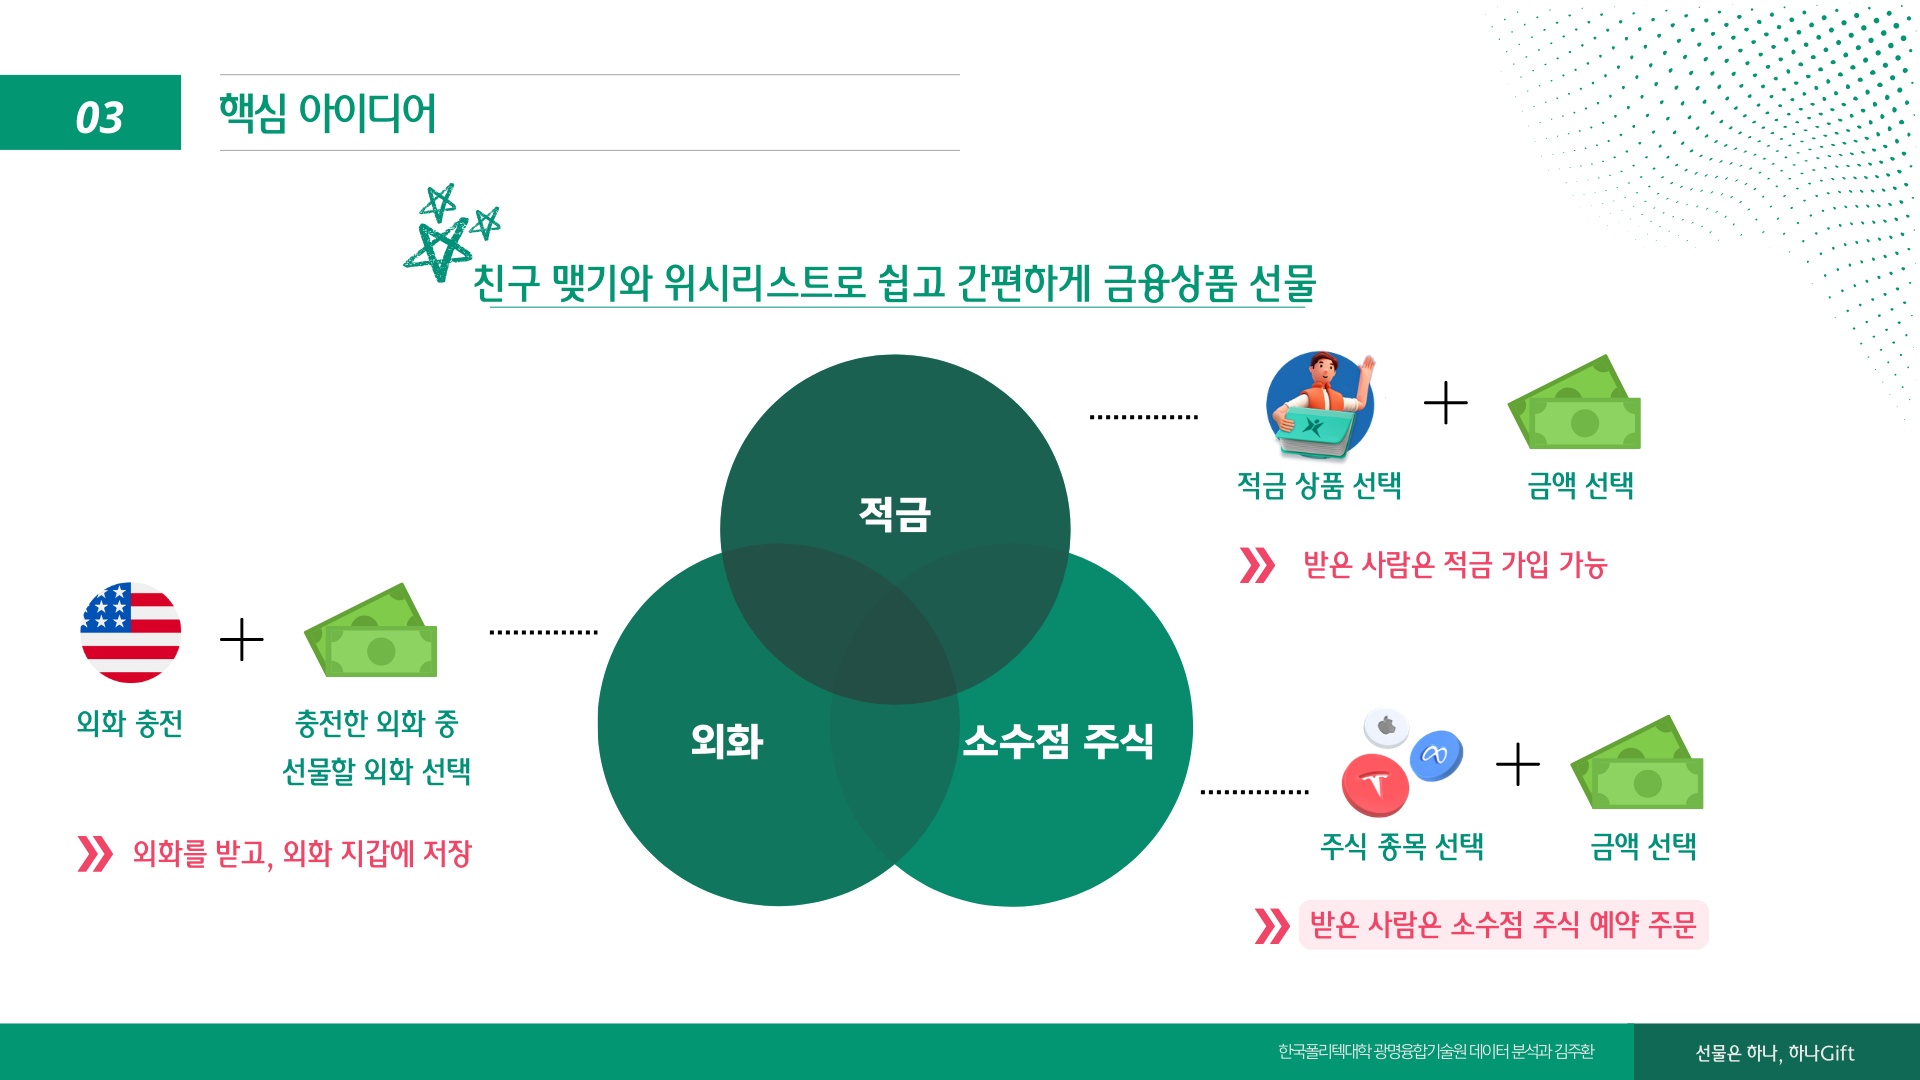 03
핵심 아이디어
친구 맺기와 위시리스트로 쉽고 간편하게 금융상품 선물
적금
외화
소수점 주식
적금 상품 선택
금액 선택
받은 사람은 적금 가입 가능
외화 충전
충전한 외화 중
선물할 외화 선택
외화를 받고, 외화 지갑에 저장
주식 종목 선택
금액 선택
받은 사람은 소수점 주식 예약 주문
한국폴리텍대학 광명융합기술원 데이터 분석과 김주환
선물은 하나, 하나Gift